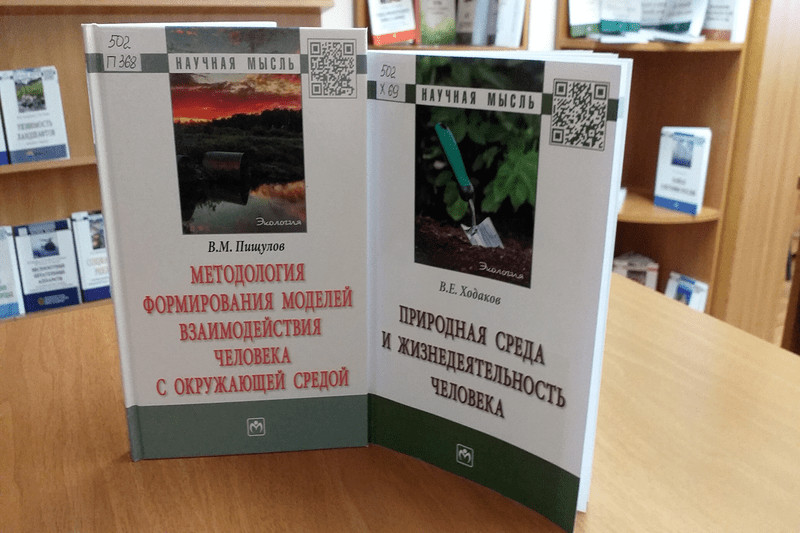 502
П 368
НАУЧНАЯ МЫСЛЬ
Экология
В.М. Пищулов
МЕТОДОЛОГИЯ
ФОРМИРОВАНИЯ МОДЕЛЕЙ
ВЗАИМОДЕЙСТВИЯ
ЧЕЛОВЕКА
С ОКРУЖАЮЩЕЙ СРЕДОЙ
502
Х 69
НАУЧНАЯ МЫСЛЬ
Экология
В.Е. Ходаков
ПРИРОДНАЯ СРЕДА
И ЖИЗНЕДЕЯТЕЛЬНОСТЬ
ЧЕЛОВЕКА